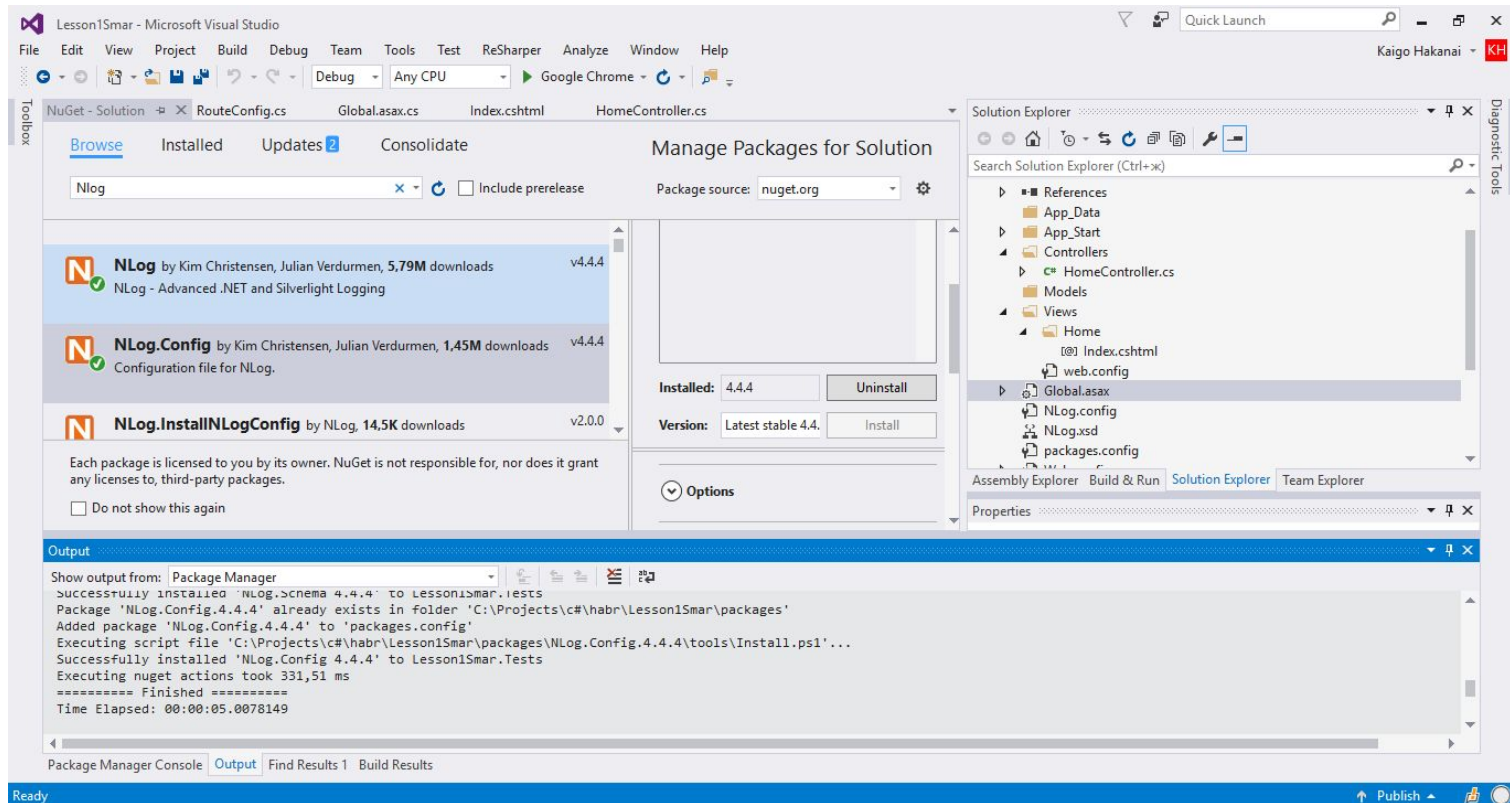 Lesson1Smar - Microsoft Visual Studio
Quick Launch
File Edit View Project Build Debug Team Tools Test ReSharper Analyze Window Help
Kaigo Hakanai KH
Debug Any CPU Google Chrome
Toolbox
NuGet - Solution RouteConfig.cs Global.asax.cs Index.cshtml HomeController.cs
Browse Installed Updates 2 Consolidate
Manage Packages for Solution
Nlog
Include prerelease
Package source: nuget.org
NLog by Kim Christensen, Julian Verdurmen, 5,79M downloads v4.4.4
NLog - Advanced .NET and Silverlight Logging
NLog.Config by Kim Christensen, Julian Verdurmen, 1,45M downloads v4.4.4
Configuration file for NLog.
NLog.InstallNLogConfig by NLog, 14,5K downloads v2.0.0
Each package is licensed to you by its owner. NuGet is not responsible for, nor does it grant
any licenses to, third-party packages.
Do not show this again
Installed: 4.4.4 Uninstall
Version: Latest stable 4.4. Install
Options
Solution Explorer
Search Solution Explorer (Ctrl+ж)
References
App_Data
App_Start
Controllers
C# HomeController.cs
Models
Views
Home
[@] Index.cshtml
web.config
Global.asax
NLog.config
NLog.xsd
packages.config
Assembly Explorer Build & Run Solution Explorer Team Explorer
Properties
Diagnostic Tools
Output
Show output from: Package Manager
Successfully installed 'NLog.Schema 4.4.4' to Lesson1Smar.Tests
Package 'NLog.Config.4.4.4' already exists in folder 'C:\Projects\c#\habr\Lesson1Smar\packages'
Added package 'NLog.Config.4.4.4' to 'packages.config'
Executing script file 'C:\Projects\c#\habr\Lesson1Smar\packages\NLog.Config.4.4.4\tools\Install.ps1'...
Successfully installed 'NLog.Config 4.4.4' to Lesson1Smar.Tests
Executing nuget actions took 331,51 ms
========== Finished ==========
Time Elapsed: 00:00:05.0078149
Package Manager Console Output Find Results 1 Build Results
Ready
Publish